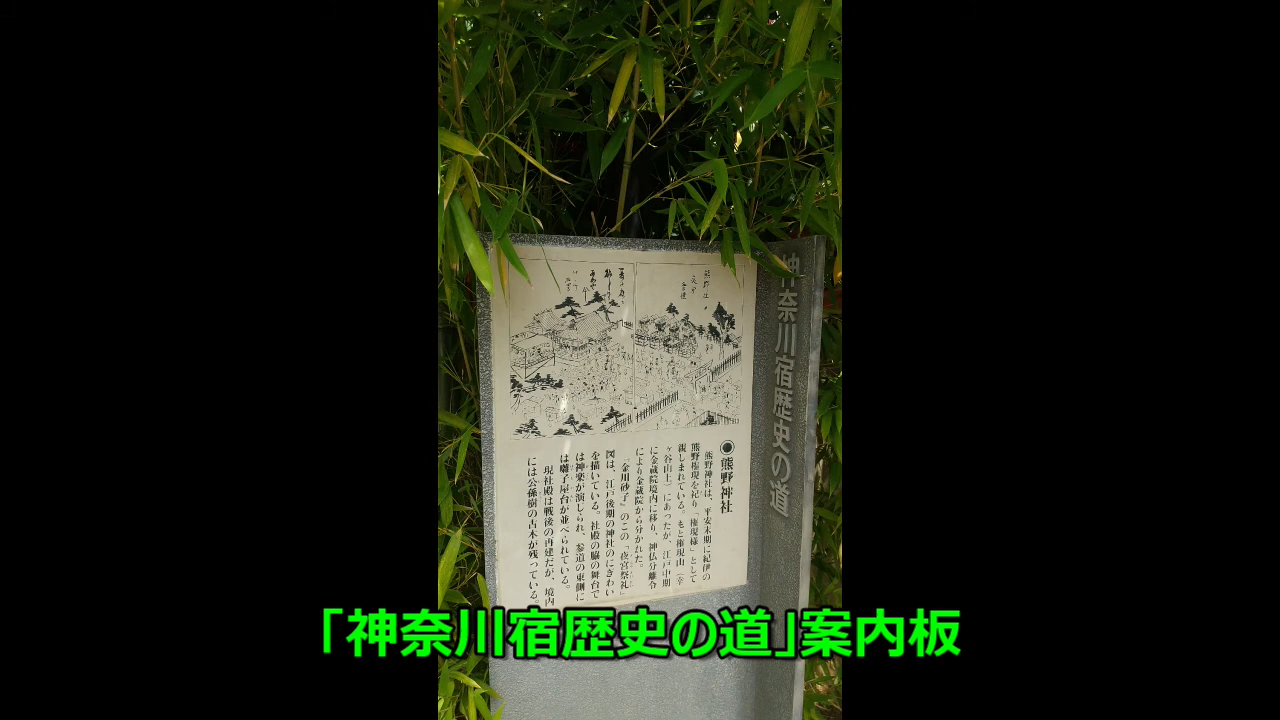 神奈川宿歴史の道
熊野神社
熊野神社は、平安末期に紀伊の
熊野権現を祀り「権現様」として
親しまれている。もと権現山（幸
ヶ谷山上）にあったが、江戸中期
に金蔵院境内に移り、神仏分離令
により金蔵院から分かれた。
『金川砂子』のこの「夜宮祭礼」
図は、江戸後期の神社のにぎわい
を描いている。社殿の脇の舞台で
は神楽が演じられ、参道の東側に
は囃子屋台が並べられている。
現社殿は戦後の再建だが、境内
には公孫樹の古木が残っている。
「神奈川宿歴史の道」案内板